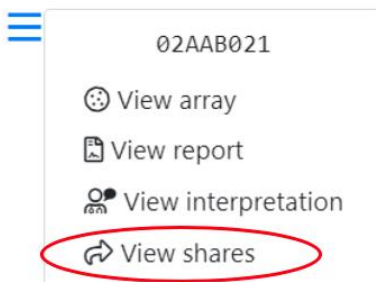 02AAB021
View array
View report
View interpretation
View shares